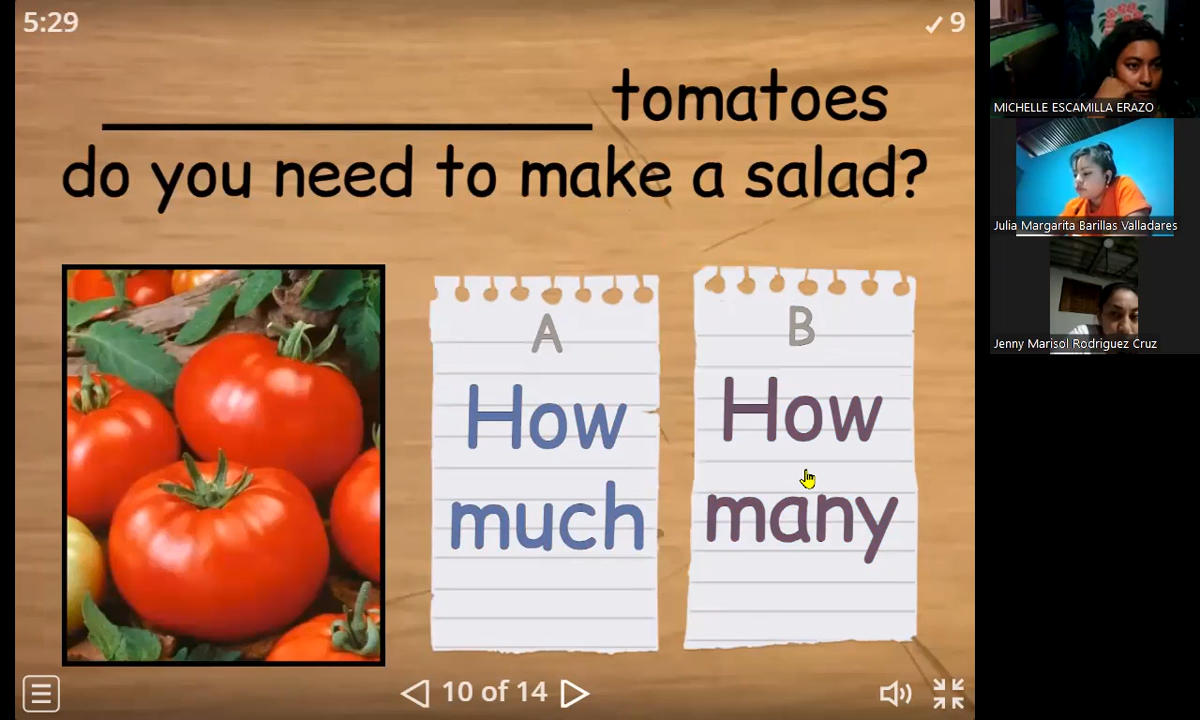 5:29
✓ 9
____________ tomatoes
do you need to make a salad?
A
How
much
B
How
many
10 of 14
MICHELLE ESCAMILLA ERAZO
Julia Margarita Barillas Valladares
Jenny Marisol Rodriguez Cruz